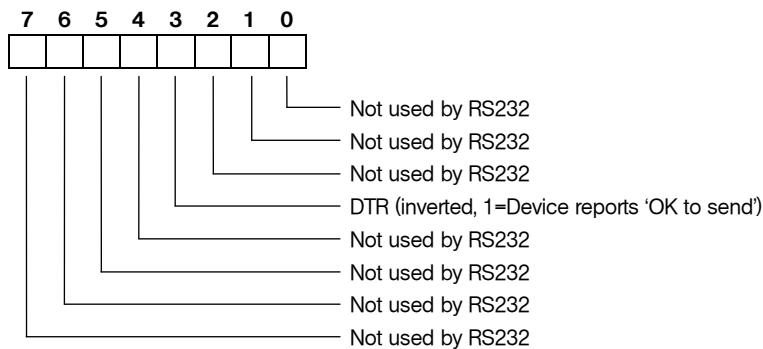 7 6 5 4 3 2 1 0
Not used by RS232
Not used by RS232
Not used by RS232
DTR (inverted, 1=Device reports ‘OK to send’)
Not used by RS232
Not used by RS232
Not used by RS232
Not used by RS232